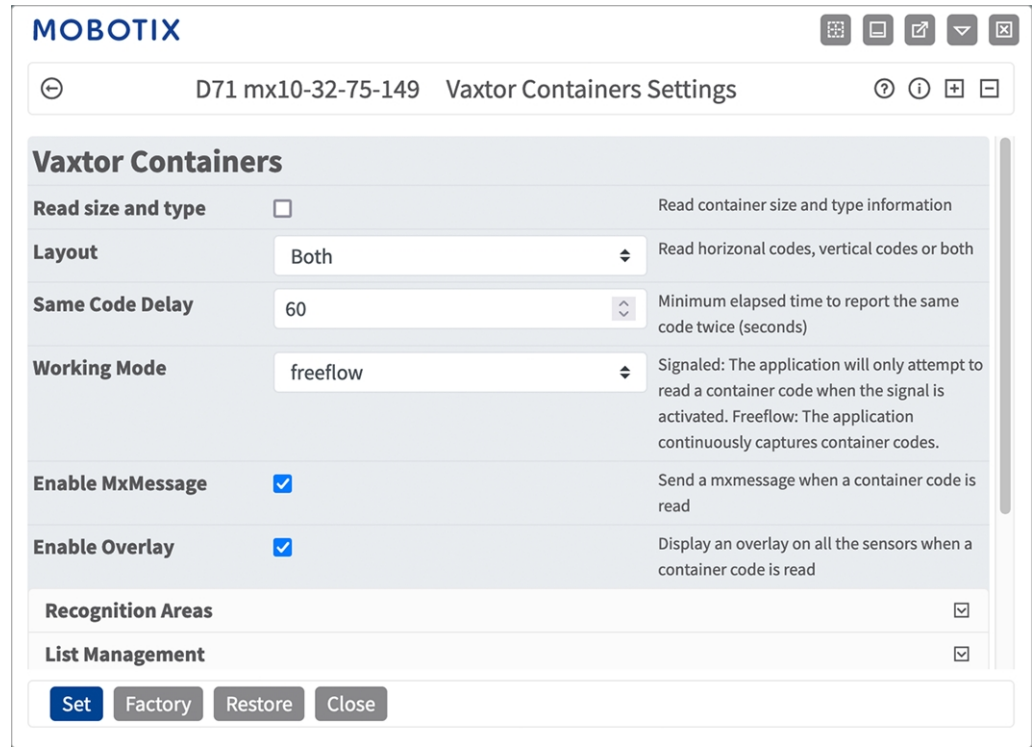 MOBOTIX
D71 mx10-32-75-149 Vaxtor Containers Settings
Vaxtor Containers
Read size and type
Read container size and type information
Layout
Both
Read horizonal codes, vertical codes or both
Same Code Delay
60
Minimum elapsed time to report the same
code twice (seconds)
Working Mode
freeflow
Signaled: The application will only attempt to
read a container code when the signal is
activated. Freeflow: The application
continuously captures container codes.
Enable MxMessage
Send a mxmessage when a container code is
read
Enable Overlay
Display an overlay on all the sensors when a
container code is read
Recognition Areas
List Management
Set Factory Restore Close